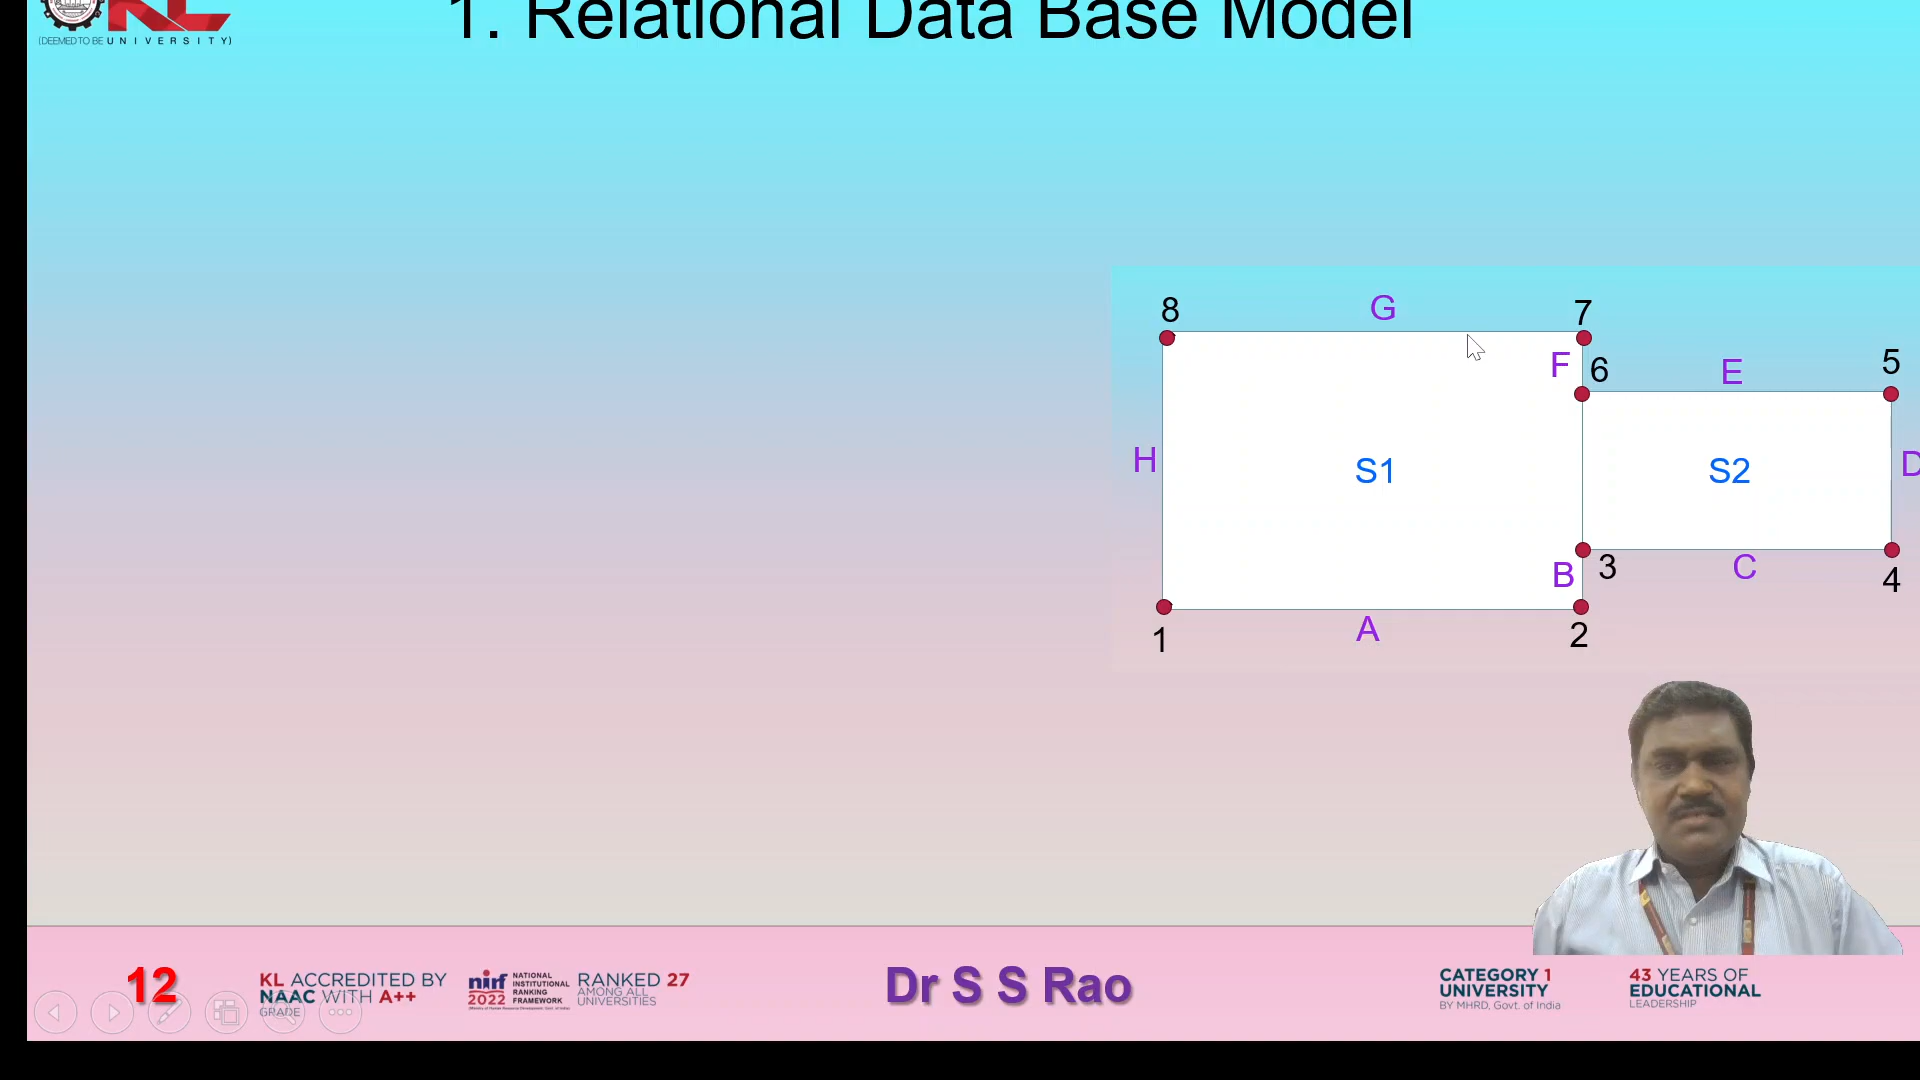 KL
(DEEMED TO BE UNIVERSITY)
1. Relational Data Base Model
8
G
7
F
6
E
5
H
S1
S2
D
B
3
C
4
1
A
2
12
KL ACCREDITED BY
NAAC WITH A++
GRADE
nirf
2022
NATIONAL
INSTITUTIONAL
RANKING
FRAMEWORK
RANKED 27
AMONG ALL
UNIVERSITIES
Dr S S Rao
CATEGORY 1
UNIVERSITY
BY MHRD, Govt. of India
43 YEARS OF
EDUCATIONAL
LEADERSHIP